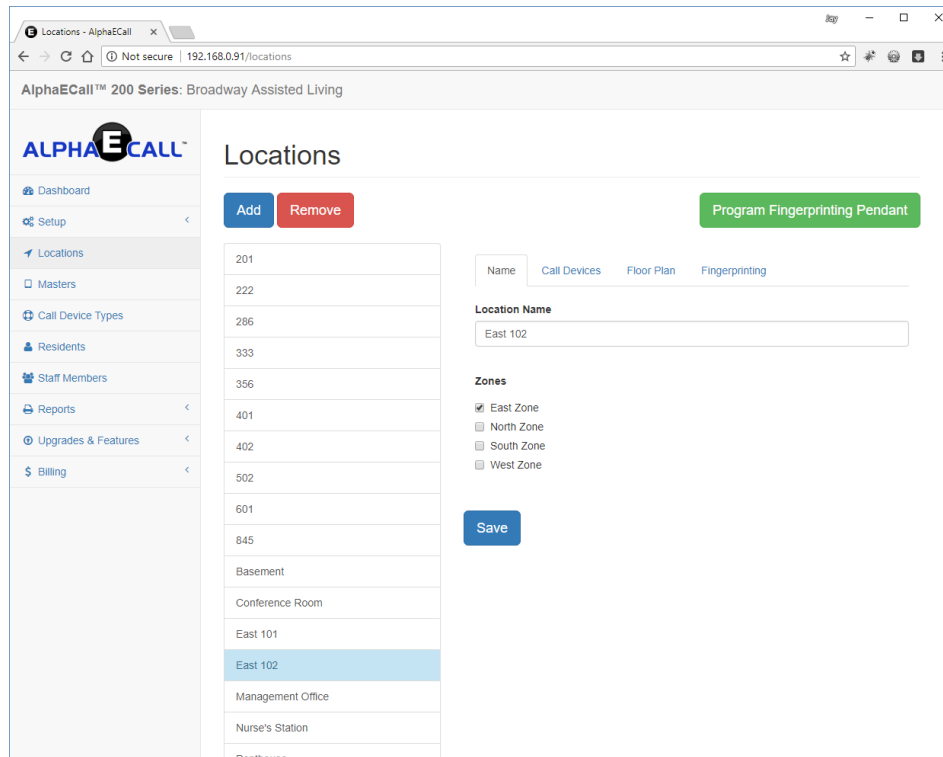 Locations - AlphaECall
Not secure | 192.168.0.91/locations
AlphaECall™ 200 Series: Broadway Assisted Living
ALPHA E CALL™
Dashboard
Setup
Locations
Masters
Call Device Types
Residents
Staff Members
Reports
Upgrades & Features
Billing
Locations
Add
Remove
Program Fingerprinting Pendant
201
222
286
333
356
401
402
502
601
845
Basement
Conference Room
East 101
East 102
Management Office
Nurse's Station
Name
Call Devices
Floor Plan
Fingerprinting
Location Name
East 102
Zones
East Zone
North Zone
South Zone
West Zone
Save